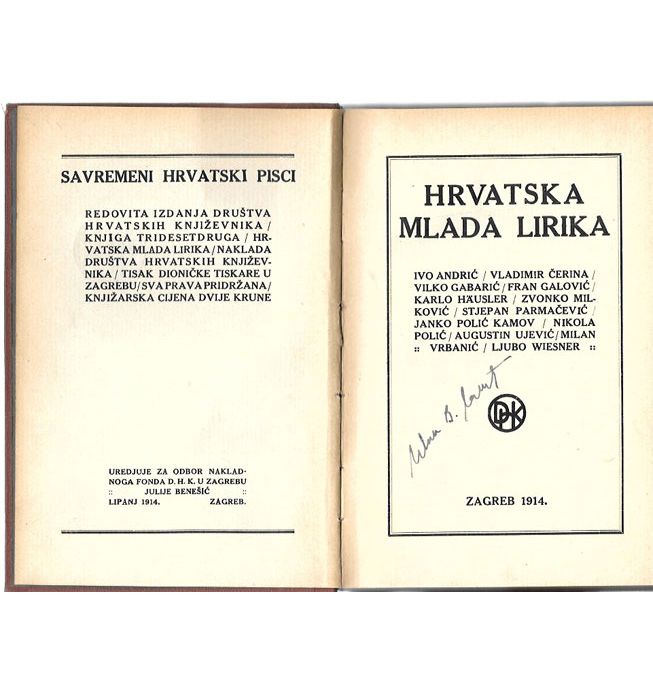 SAVREMENI HRVATSKI PISCI
REDOVITA IZDANJA DRUŠTVA
HRVATSKIH KNJIŽEVNIKA /
KNJIGA TRIDESETDRUGA / HR-
VATSKA MLADA LIRIKA/NAKLADA
DRUŠTVA HRVATSKIH KNJIŽEV-
NIKA / TISAK DIONIČKE TISKARE U
ZAGREBU/SVA PRAVA PRIDRŽANA/
KNJIŽARSKA CIJENA DVIJE KRUNE
UREDJUJE ZA ODBOR NAKLAD-
NOGA FONDA D. H. K. U ZAGREBU
:: JULIJE BENEŠIĆ ::
LIPANJ 1914. ZAGREB.
HRVATSKA
MLADA LIRIKA
IVO ANDRIĆ / VLADIMIR ČERINA /
VILKO GABARIĆ / FRAN GALOVIĆ /
KARLO HÄUSLER / ZVONKO MIL-
KOVIĆ / STJEPAN PARMAČEVIĆ /
JANKO POLIĆ KAMOV / NIKOLA
POLIĆ / AUGUSTIN UJEVIĆ/MILAN
:: VRBANIĆ / LJUBO WIESNER ::
DHK
ZAGREB 1914.